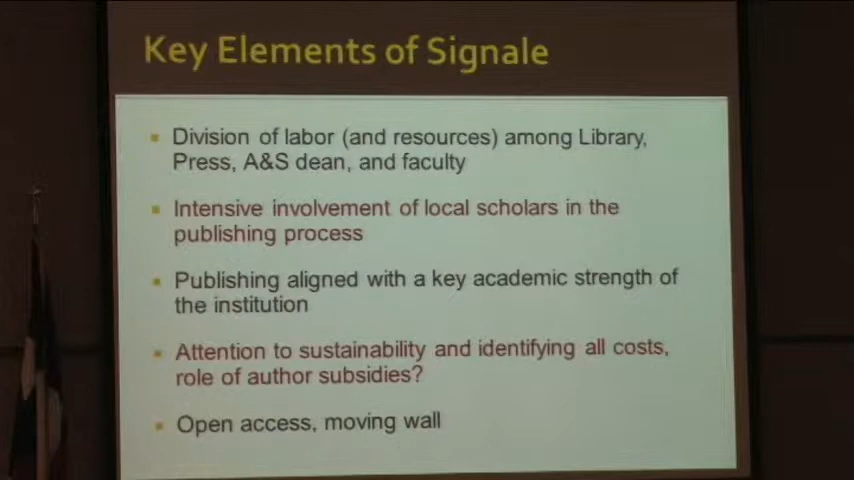 Key Elements of Signale
Division of labor (and resources) among Library,
Press, A&S dean, and faculty
Intensive involvement of local scholars in the
publishing process
Publishing aligned with a key academic strength of
the institution
Attention to sustainability and identifying all costs,
role of author subsidies?
Open access, moving wall